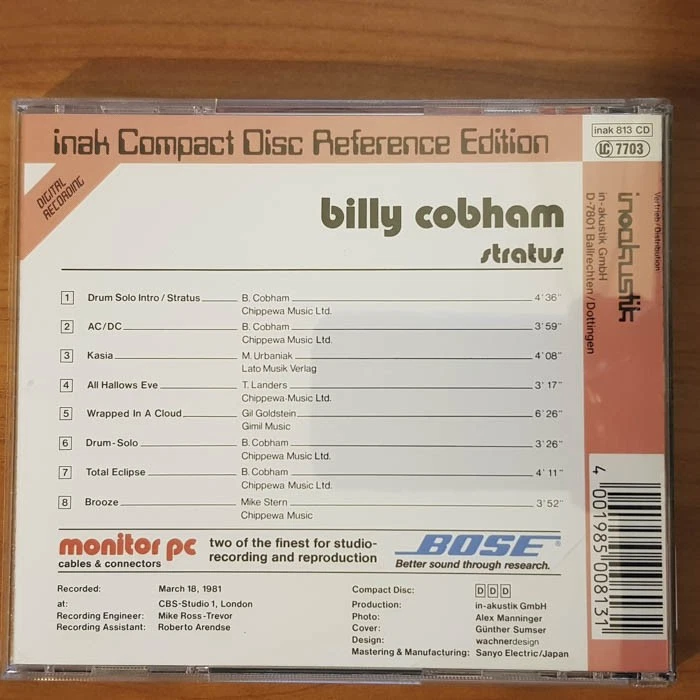 inak Compact Disc Reference Edition
inak 813 CD
LC 7703
DIGITAL
RECORDING
billy cobham
stratus
1 Drum Solo Intro / Stratus B. Cobham 4'36"
Chippewa Music Ltd.
2 AC/DC B. Cobham 3'59"
Chippewa Music Ltd.
3 Kasia M. Urbaniak 4'08"
Lato Musik Verlag
4 All Hallows Eve T. Landers 3'17"
Chippewa-Music Ltd.
5 Wrapped In A Cloud Gil Goldstein 6'26"
Gimil Music
6 Drum-Solo B. Cobham 3'26"
Chippewa Music Ltd.
7 Total Eclipse B. Cobham 4'11"
Chippewa Music Ltd.
8 Brooze Mike Stern 3'52"
Chippewa Music
monitor pc
cables & connectors
two of the finest for studio-
recording and reproduction
BOSE®
Better sound through research.
Recorded: March 18, 1981
at: CBS-Studio 1, London
Recording Engineer: Mike Ross-Trevor
Recording Assistant: Roberto Arendse
Compact Disc: D D D
Production: in-akustik GmbH
Photo: Alex Manninger
Cover: Günther Sumser
Design: wachnerdesign
Mastering & Manufacturing: Sanyo Electric/Japan
Vertrieb/Distribution
inakustik
in-akustik GmbH
D-7801 Ballrechten/Dottingen
4 001985 008131